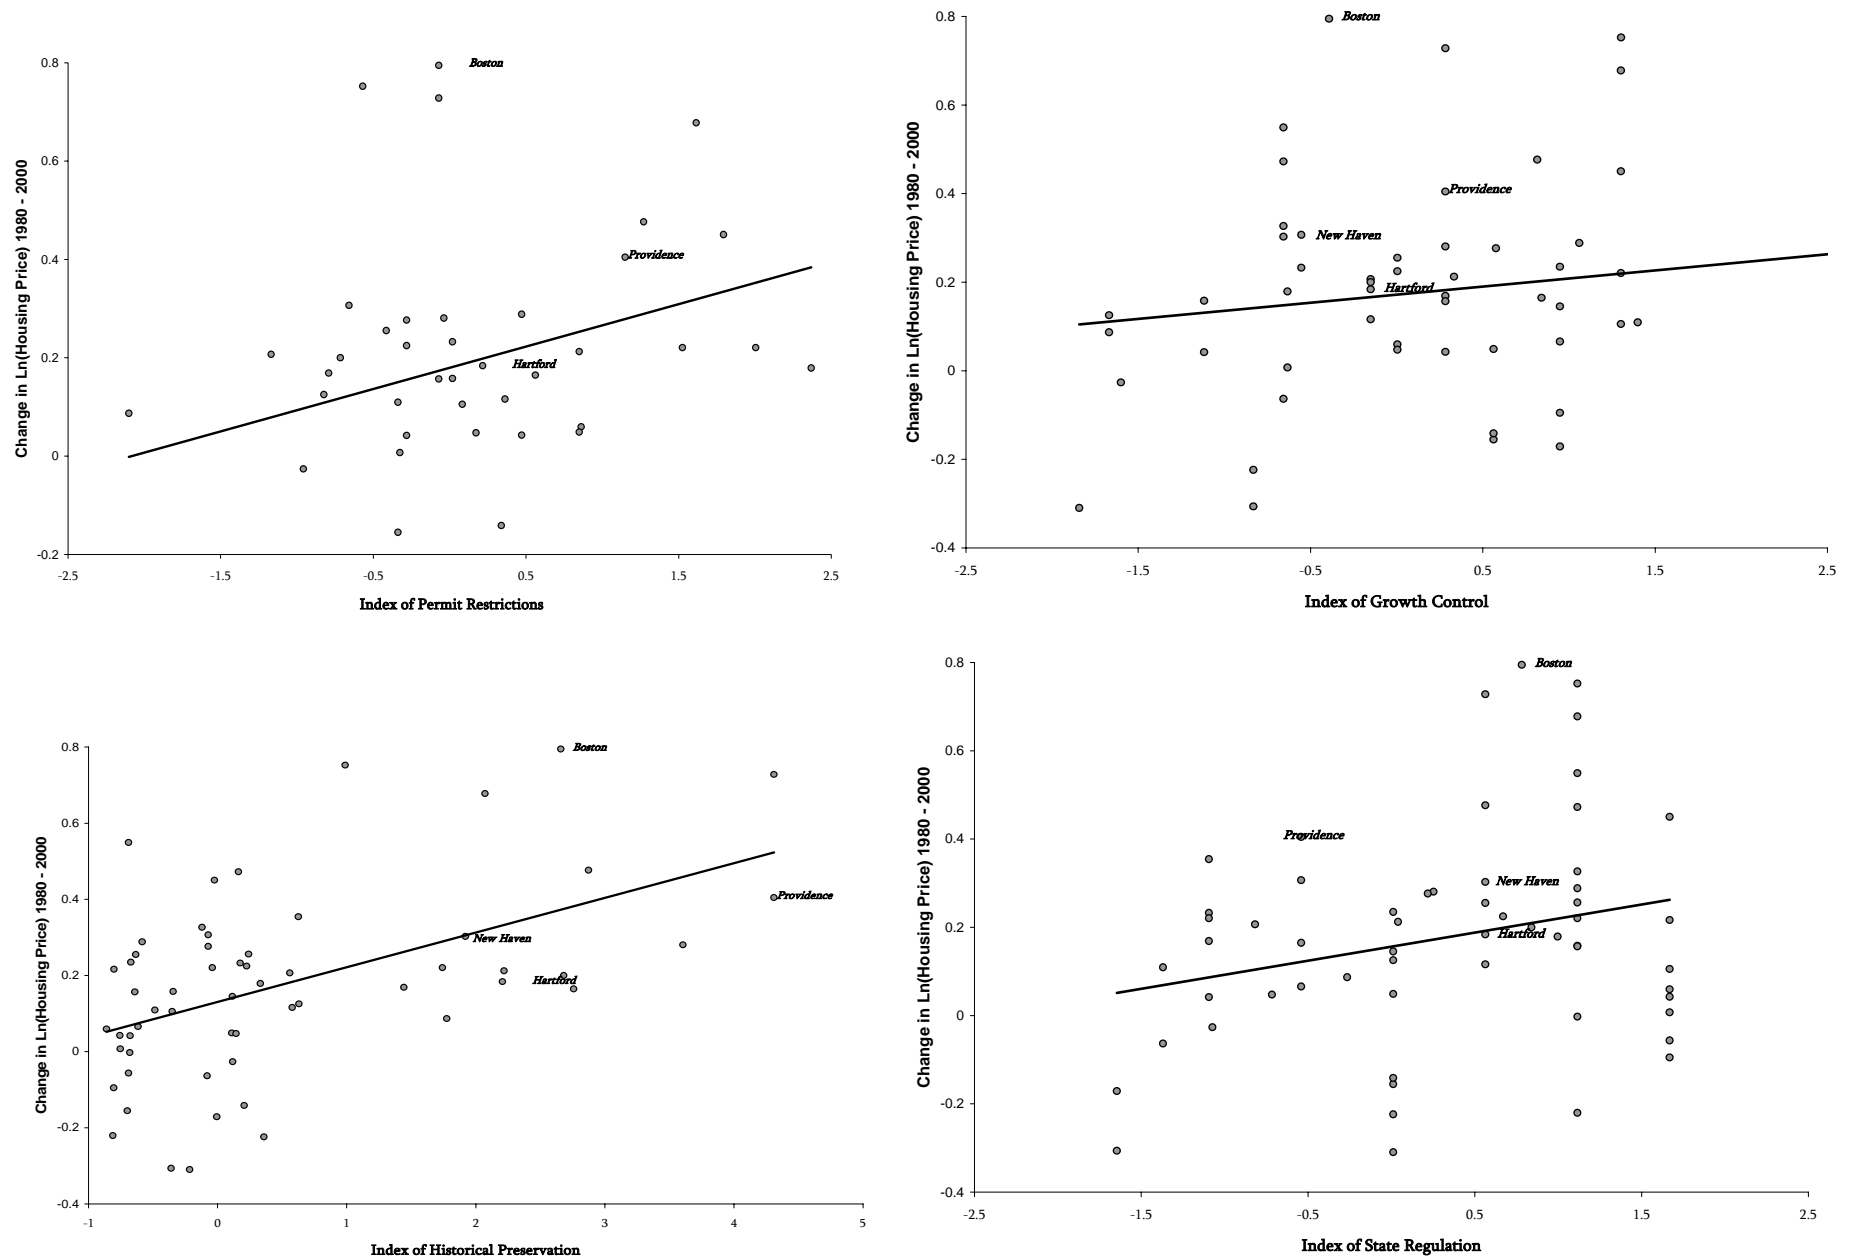 Change in Ln(Housing Price) 1980 - 2000
0.8
0.6
0.4
0.2
0
-0.2
Boston
Providence
Hartford
-2.5 -1.5 -0.5 0.5 1.5 2.5
Index of Permit Restrictions
Change in Ln(Housing Price) 1980 - 2000
0.8
0.6
0.4
0.2
0
-0.2
-0.4
Boston
Providence
New Haven
Hartford
-2.5 -1.5 -0.5 0.5 1.5 2.5
Index of Growth Control
Change in Ln(Housing Price) 1980 - 2000
0.8
0.6
0.4
0.2
0
-0.2
-0.4
Boston
Providence
New Haven
Hartford
-1 0 1 2 3 4 5
Index of Historical Preservation
Change in Ln(Housing Price) 1980 - 2000
0.8
0.6
0.4
0.2
0
-0.2
-0.4
Boston
Providence
New Haven
Hartford
-2.5 -1.5 -0.5 0.5 1.5 2.5
Index of State Regulation